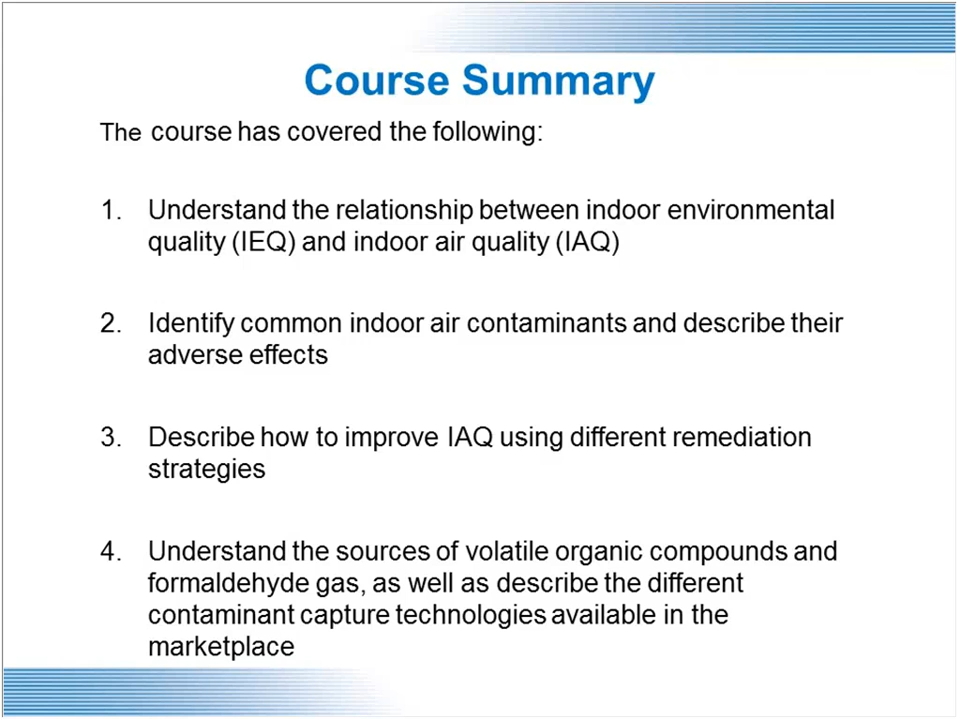 Course Summary
The course has covered the following:
1. Understand the relationship between indoor environmental
quality (IEQ) and indoor air quality (IAQ)
2. Identify common indoor air contaminants and describe their
adverse effects
3. Describe how to improve IAQ using different remediation
strategies
4. Understand the sources of volatile organic compounds and
formaldehyde gas, as well as describe the different
contaminant capture technologies available in the
marketplace